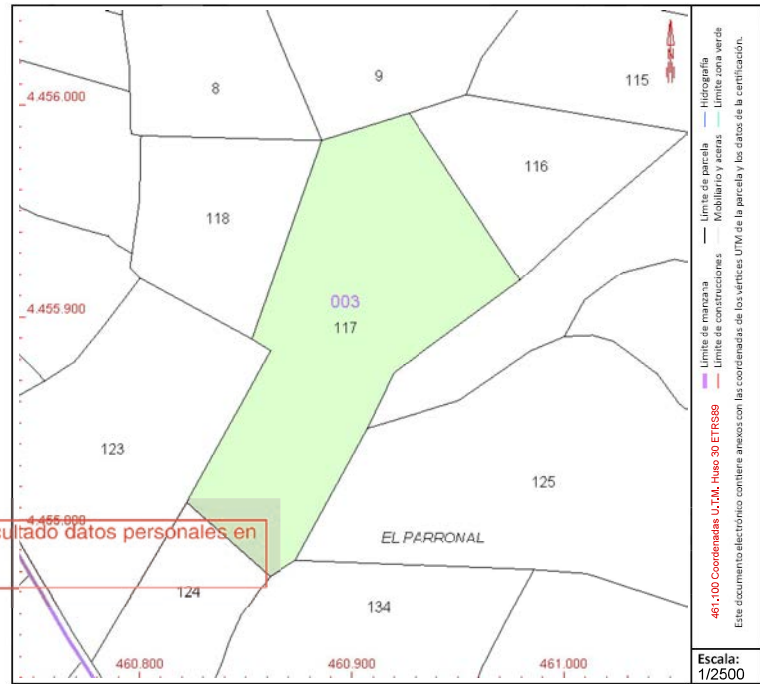 9
115
8
4.456.000
116
118
003
4.455.900
117
123
125
4.455.800
cultado datos personales en
EL PARRONAL
124
134
460.800
460.900
461.000
Límite de manzana
Límite de parcela
Hidrografía
Límite de construcciones
Mobiliario y aceras
Límite zona verde
461.100 Coordenadas U.T.M. Huso 30 ETRS89
Este documento electrónico contiene anexos con las coordenadas de los vértices UTM de la parcela y los datos de la certificación.
Escala:
1/2500